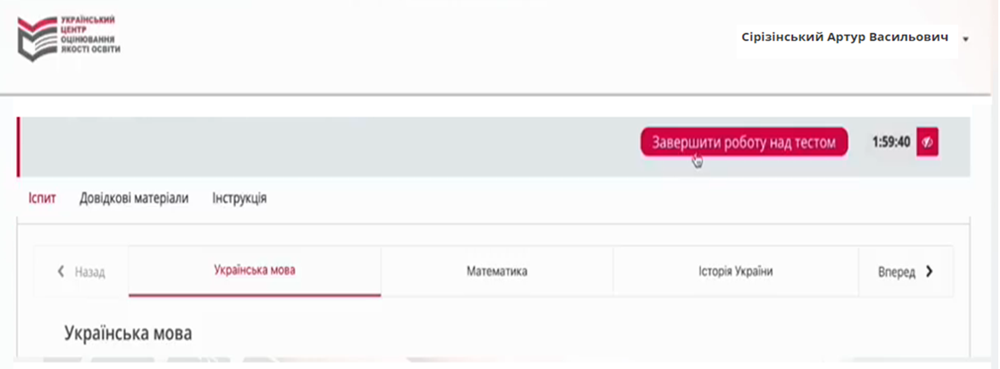 УКРАЇНСЬКИЙ
ЦЕНТР
ОЦІНЮВАННЯ
ЯКОСТІ ОСВІТИ
Сірізінський Артур Васильович
Завершити роботу над тестом 1:59:40
Іспит Довідкові матеріали Інструкція
Назад Українська мова Математика Історія України Вперед
Українська мова